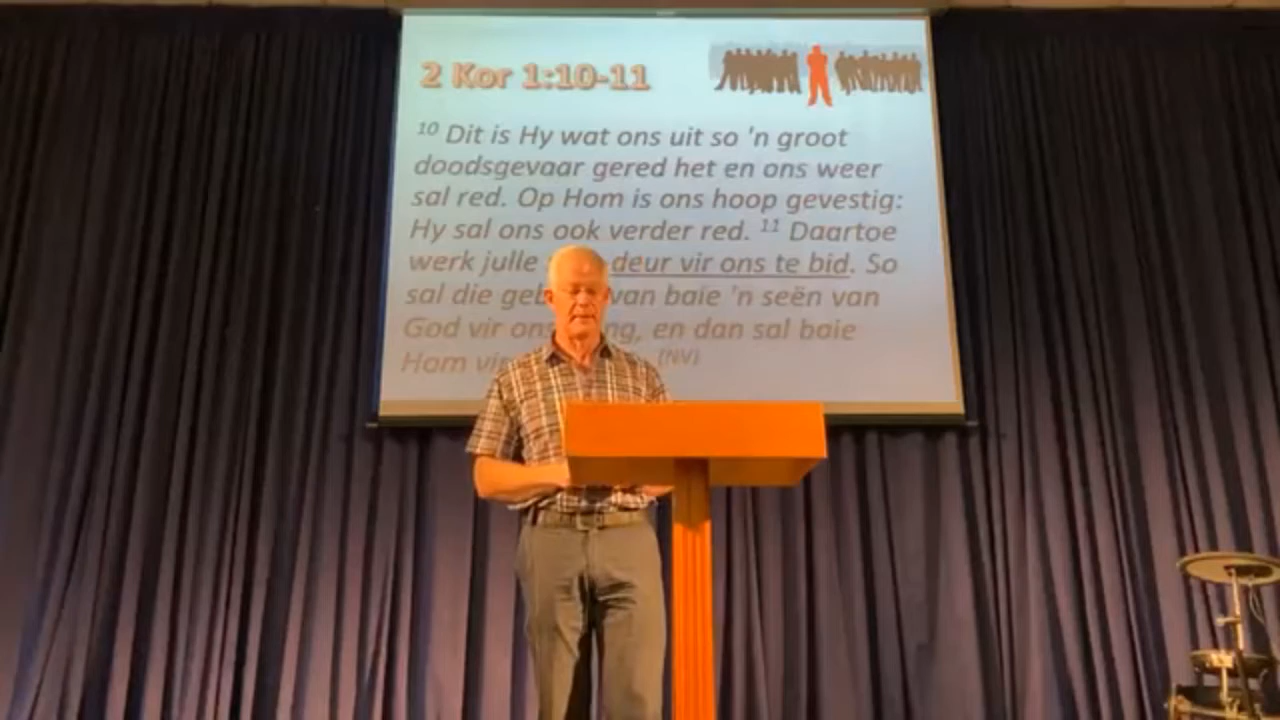 2 Kor 1:10-11
10 Dit is Hy wat ons uit so 'n groot
doodsgevaar gered het en ons weer
sal red. Op Hom is ons hoop gevestig:
Hy sal ons ook verder red. 11 Daartoe
werk julle deur vir ons te bid. So
sal die van baie 'n seën van
God vir en dan sal baie
Hom (NV)